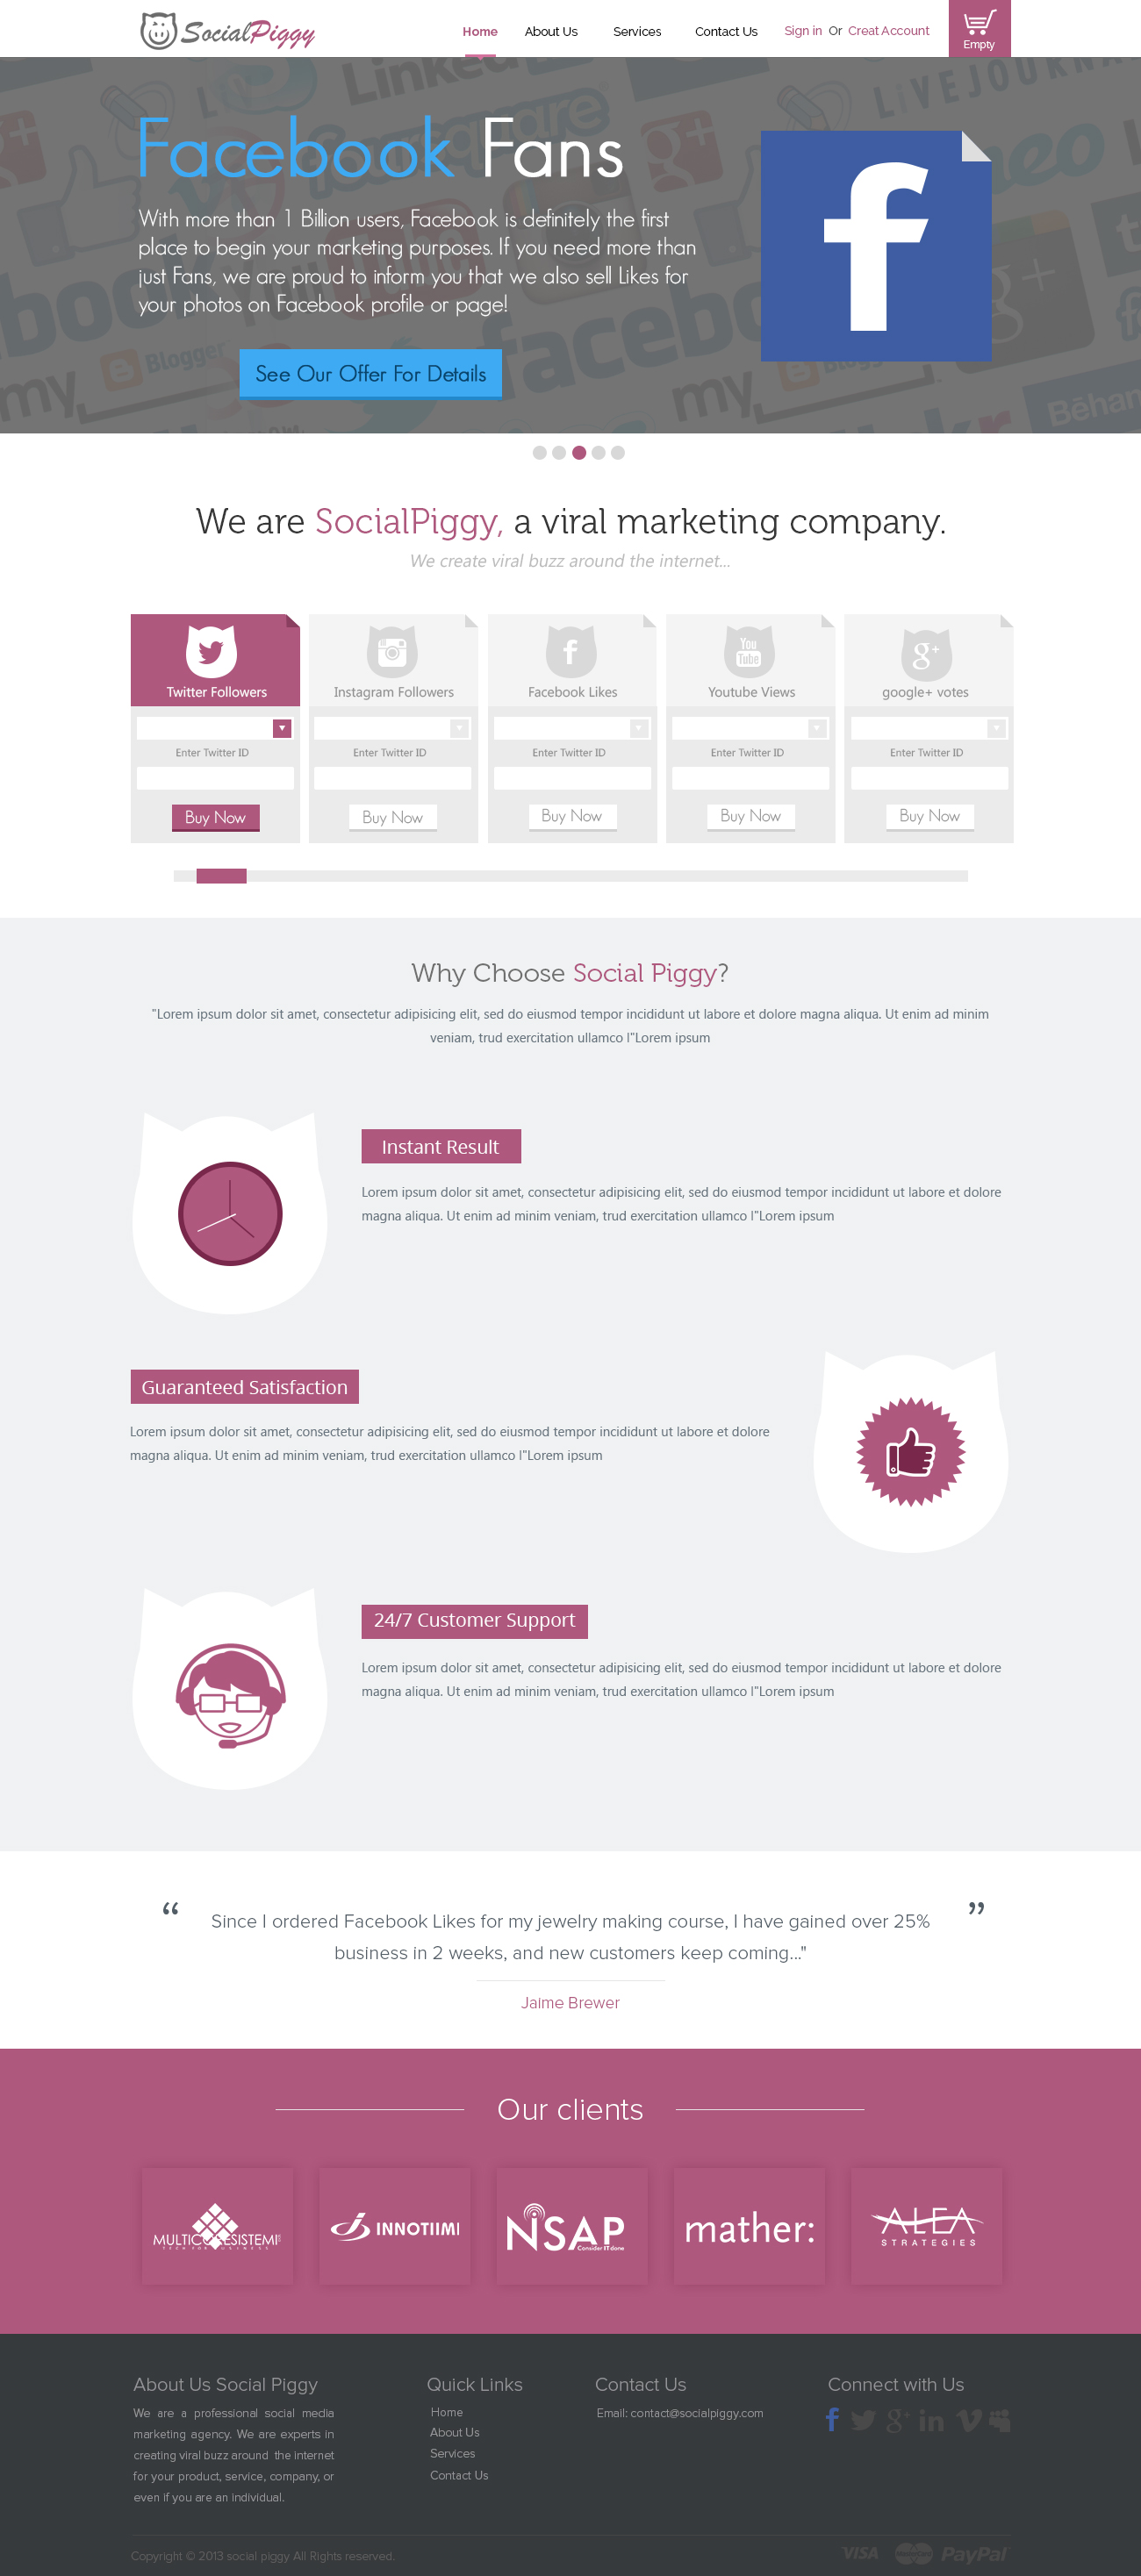 SocialPiggy
Home About Us Services Contact Us Sign in Or Creat Account
Empty
Facebook Fans
With more than 1 Billion users, Facebook is definitely the first
place to begin your marketing purposes. If you need more than
just Fans, we are proud to inform you that we also sell Likes for
your photos on Facebook profile or page!
See Our Offer For Details
LiVEJOURNA
facebook
Blogger
my
Blogger
my
Behan
We are SocialPiggy, a viral marketing company.
We create viral buzz around the internet...
You
Tube
g+
Twitter Followers Instagram Followers Facebook Likes Youtube Views google+ votes
Enter Twitter ID Enter Twitter ID Enter Twitter ID Enter Twitter ID Enter Twitter ID
Buy Now Buy Now Buy Now Buy Now Buy Now
Why Choose Social Piggy?
"Lorem ipsum dolor sit amet, consectetur adipisicing elit, sed do eiusmod tempor incididunt ut labore et dolore magna aliqua. Ut enim ad minim
veniam, trud exercitation ullamco l"Lorem ipsum
Instant Result
Lorem ipsum dolor sit amet, consectetur adipisicing elit, sed do eiusmod tempor incididunt ut labore et dolore
magna aliqua. Ut enim ad minim veniam, trud exercitation ullamco l"Lorem ipsum
Guaranteed Satisfaction
Lorem ipsum dolor sit amet, consectetur adipisicing elit, sed do eiusmod tempor incididunt ut labore et dolore
magna aliqua. Ut enim ad minim veniam, trud exercitation ullamco l"Lorem ipsum
24/7 Customer Support
Lorem ipsum dolor sit amet, consectetur adipisicing elit, sed do eiusmod tempor incididunt ut labore et dolore
magna aliqua. Ut enim ad minim veniam, trud exercitation ullamco l"Lorem ipsum
“ Since I ordered Facebook Likes for my jewelry making course, I have gained over 25% ”
business in 2 weeks, and new customers keep coming..."
Jaime Brewer
Our clients
MULTICORESISTEMI
TECH FOR BUSINESS
INNOTIIMI
NSAP
Consider IT done
mather:
ALEA
STRATEGIES
About Us Social Piggy
We are a professional social media
marketing agency. We are experts in
creating viral buzz around the internet
for your product, service, company, or
even if you are an individual.
Quick Links
Home
About Us
Services
Contact Us
Contact Us
Email: contact@socialpiggy.com
Connect with Us
Copyright © 2013 social piggy All Rights reserved.
VISA MasterCard PayPal